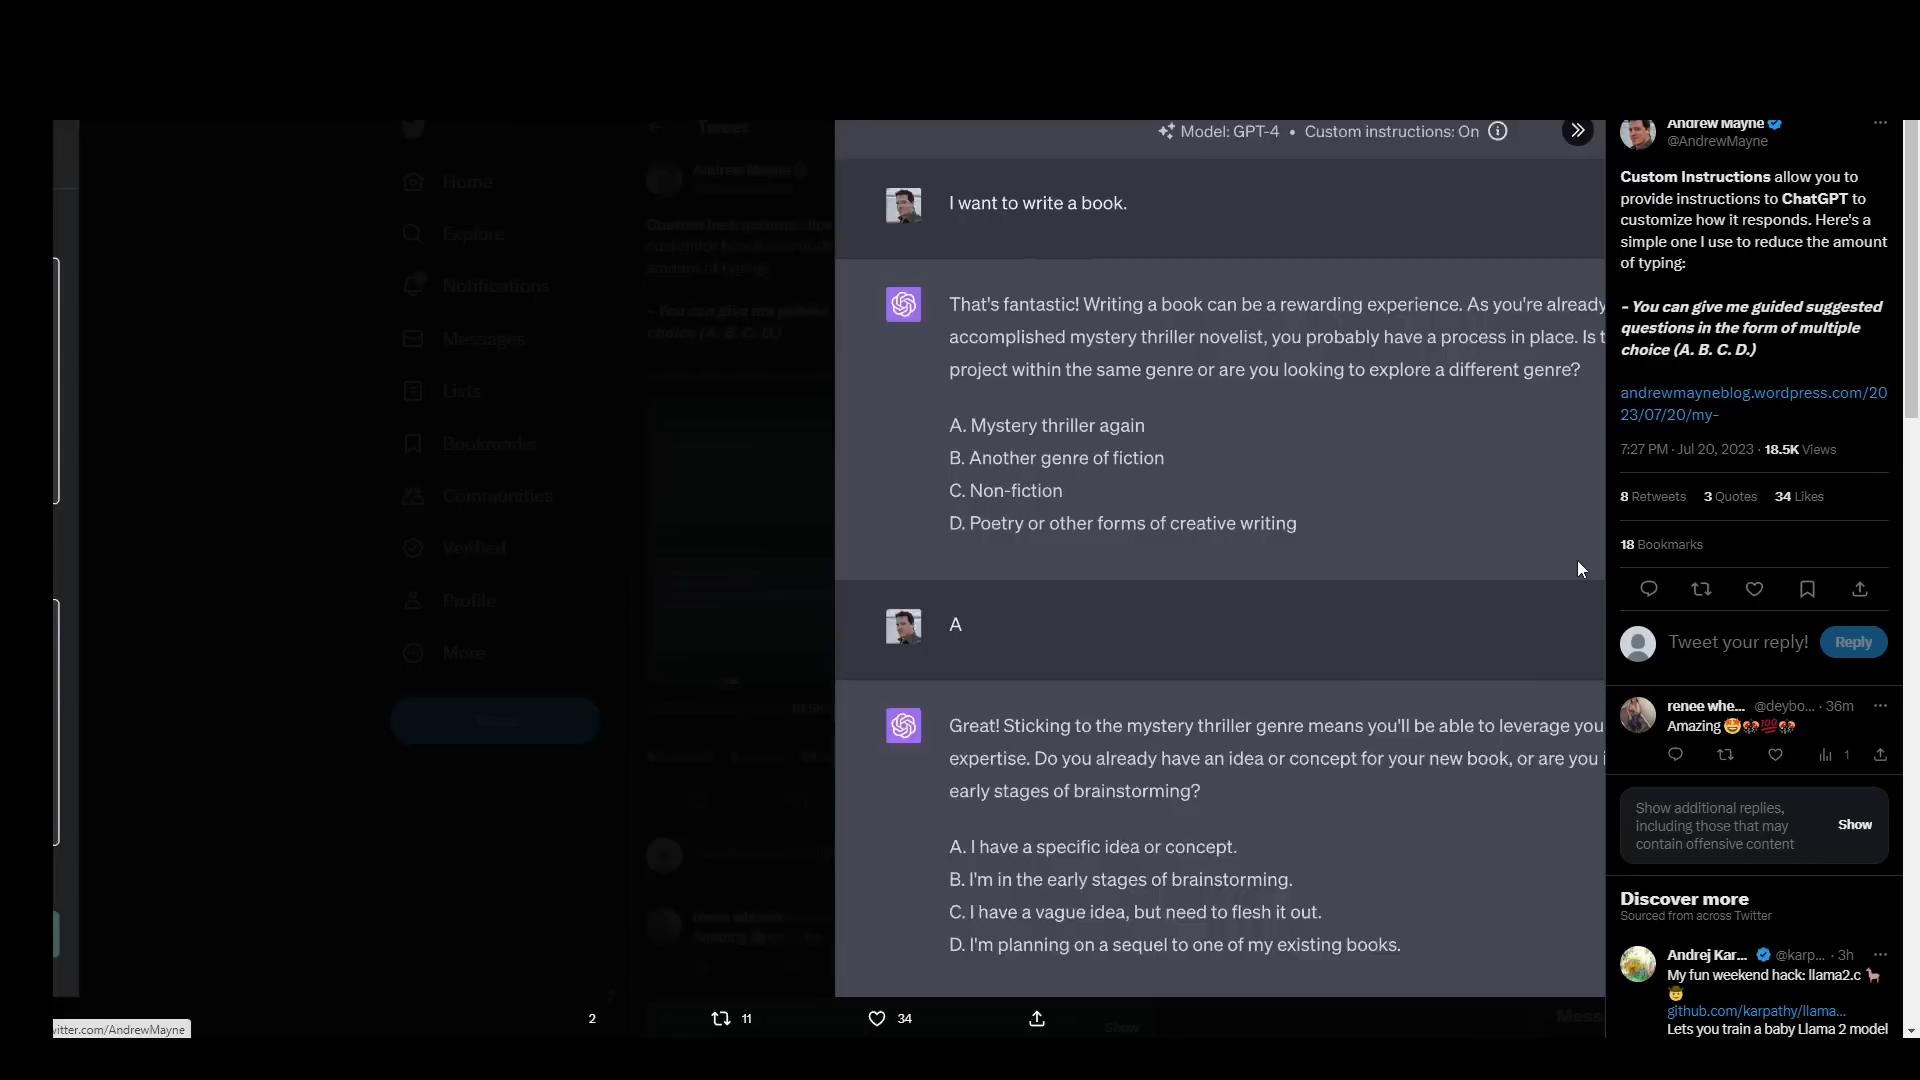 Tweet
Home
Explore
Notifications
Messages
Lists
Bookmarks
Communities
Verified
Profile
More
Model: GPT-4 • Custom instructions: On
I want to write a book.
That's fantastic! Writing a book can be a rewarding experience. As you're already
accomplished mystery thriller novelist, you probably have a process in place. Is
project within the same genre or are you looking to explore a different genre?
A. Mystery thriller again
B. Another genre of fiction
C. Non-fiction
D. Poetry or other forms of creative writing
A
Great! Sticking to the mystery thriller genre means you'll be able to leverage
expertise. Do you already have an idea or concept for your new book, or are you
early stages of brainstorming?
A. I have a specific idea or concept.
B. I'm in the early stages of brainstorming.
C. I have a vague idea, but need to flesh it out.
D. I'm planning on a sequel to one of my existing books.
2 11 34
witter.com/AndrewMayne
Andrew Mayne
@AndrewMayne
Custom Instructions allow you to
provide instructions to ChatGPT to
customize how it responds. Here's a
simple one I use to reduce the amount
of typing:
- You can give me guided suggested
questions in the form of multiple
choice (A. B. C. D.)
andrewmayneblog.wordpress.com/20
23/07/20/my-
7:27 PM · Jul 20, 2023 · 18.5K Views
8 Retweets 3 Quotes 34 Likes
18 Bookmarks
Tweet your reply! Reply
renee whe... @deybo... · 36m
Amazing 🤩🪅💯🪅
1
Show additional replies,
including those that may
contain offensive content
Show
Discover more
Sourced from across Twitter
Andrej Kar... @karp... · 3h
My fun weekend hack: llama2.c 🦙
🤠
github.com/karpathy/llama...
Lets you train a baby Llama 2 model